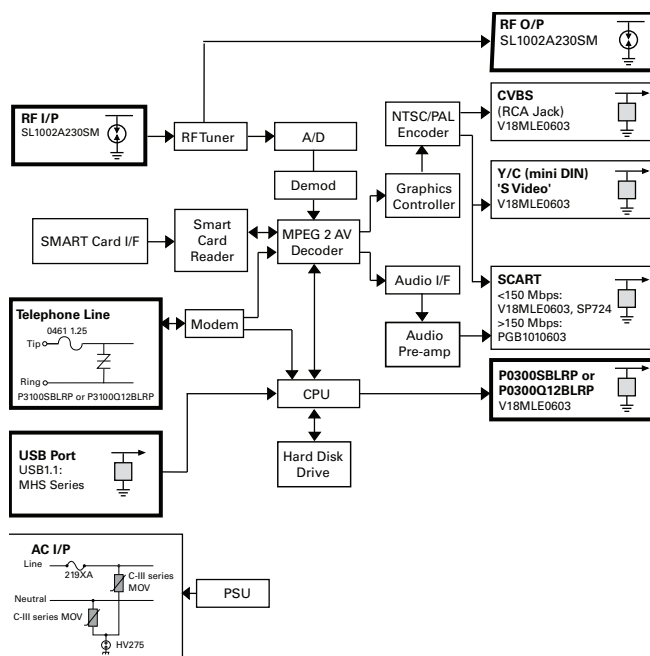 RF O/P
SL1002A230SM
RF I/P
SL1002A230SM
RF Tuner
A/D
NTSC/PAL
Encoder
CVBS
(RCA Jack)
V18MLE0603
Demod
Graphics
Controller
Y/C (mini DIN)
'S Video'
V18MLE0603
SMART Card I/F
Smart
Card
Reader
MPEG 2 AV
Decoder
Audio I/F
SCART
<150 Mbps:
V18MLE0603, SP724
>150 Mbps:
PGB1010603
Telephone Line
0461 1.25
Tip
Ring
P3100SBLRP or P3100Q12BLRP
Modem
Audio
Pre-amp
CPU
P0300SBLRP or
P0300Q12BLRP
V18MLE0603
USB Port
USB1.1:
MHS Series
Hard Disk
Drive
AC I/P
Line
219XA
C-III series
MOV
Neutral
C-III series MOV
HV275
PSU